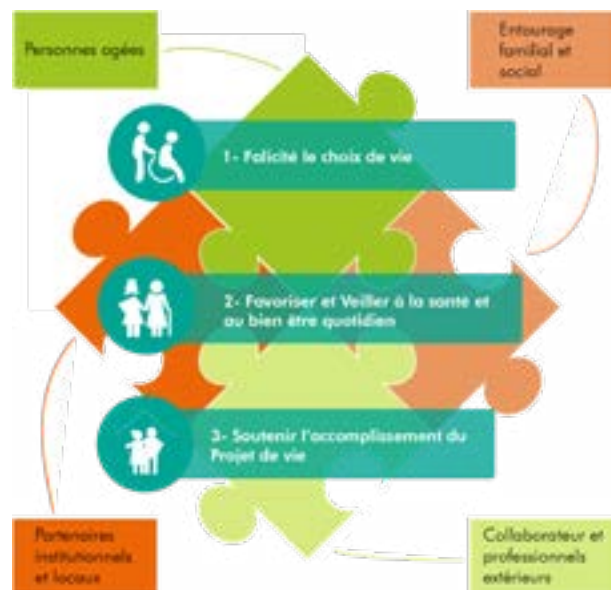 Personnes agées
Entourage
familial et
social
1- Falicité le choix de vie
2- Favoriser et Veiller à la santé et
au bien être quotidien
3- Soutenir l'accomplissement du
Projet de vie
Partenaires
institutionnels
et locaux
Collaborateur et
professionnels
extérieurs